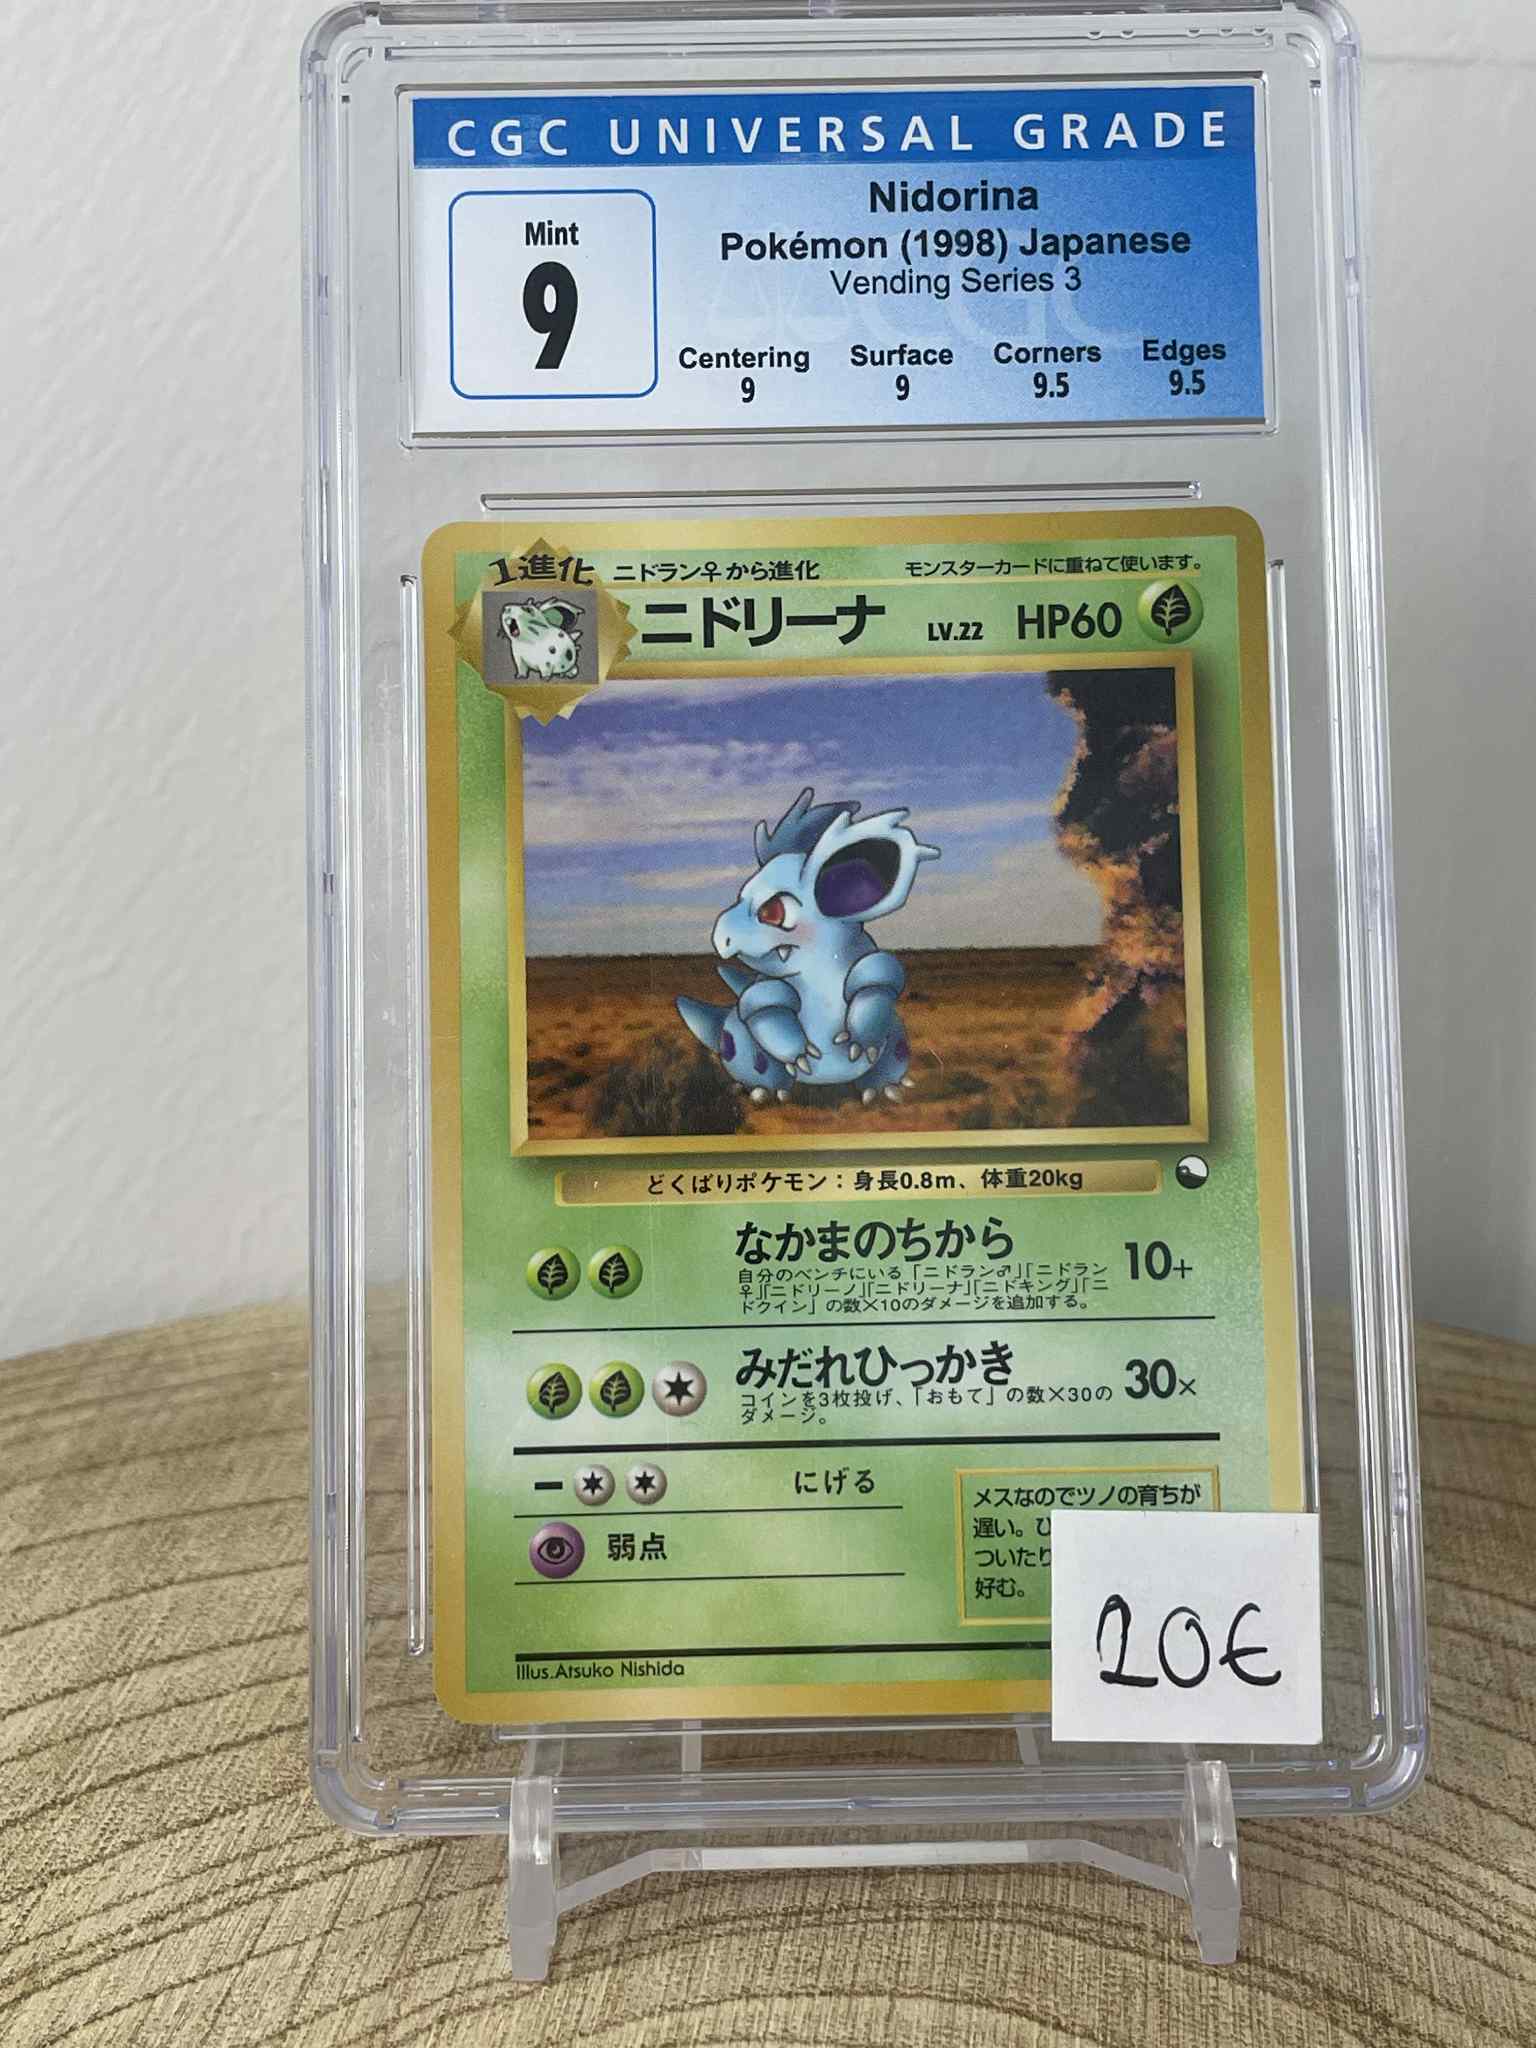 CGC UNIVERSAL GRADE
Mint
9
Nidorina
Pokémon (1998) Japanese
Vending Series 3
Centering Surface Corners Edges
9 9 9.5 9.5
1進化 ニドラン♀から進化 モンスターカードに重ねて使います。
ニドリーナ LV.22 HP60
どくばりポケモン：身長0.8m、体重20kg
なかまのちから 10+
自分のベンチにいる「ニドラン♂」「ニドラン
♀」「ニドリーノ」「ニドリーナ」「ニドキング」「ニ
ドクイン」の数×10のダメージを追加する。
みだれひっかき 30×
コインを3枚投げ、「おもて」の数×30の
ダメージ。
にげる
弱点
メスなのでツノの育ちが
遅い。ひ
ついたり
好む。
Illus.Atsuko Nishida
20€